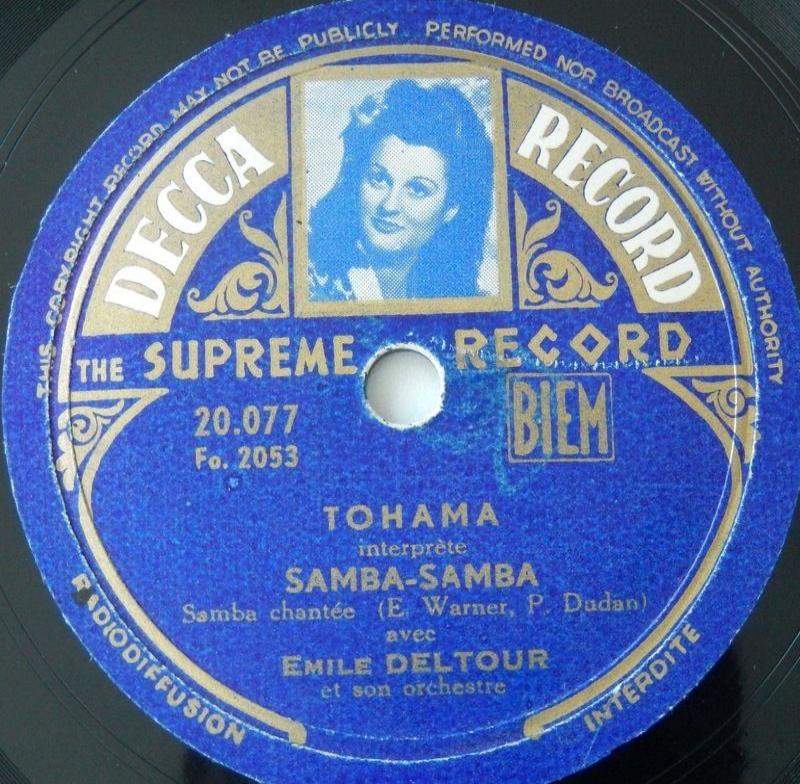 THIS COPYRIGHT RECORD MAY NOT BE PUBLICLY PERFORMED NOR BROADCAST WITHOUT AUTHORITY
DECCA RECORD
THE SUPREME RECORD
20.077
Fo. 2053
BIEM
TOHAMA
interprète
SAMBA-SAMBA
Samba chantée (E. Warner, P. Dudan)
avec
EMILE DELTOUR
et son orchestre
RADIODIFFUSION INTERDITE